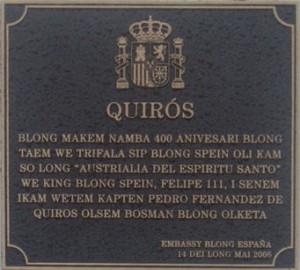 QUIRÓS
BLONG MAKEM NAMBA 400 ANIVESARI BLONG
TAEM WE TRIFALA SIP BLONG SPEIN OLI KAM
SO LONG "AUSTRIALIA DEL ESPIRITU SANTO"
WE KING BLONG SPEIN, FELIPE 111, I SENEM
IKAM WETEM KAPTEN PEDRO FERNANDEZ DE
QUIROS OLSEM BOSMAN BLONG OLKETA
EMBASSY BLONG ESPAÑA
14 DEI LONG MAI 2006